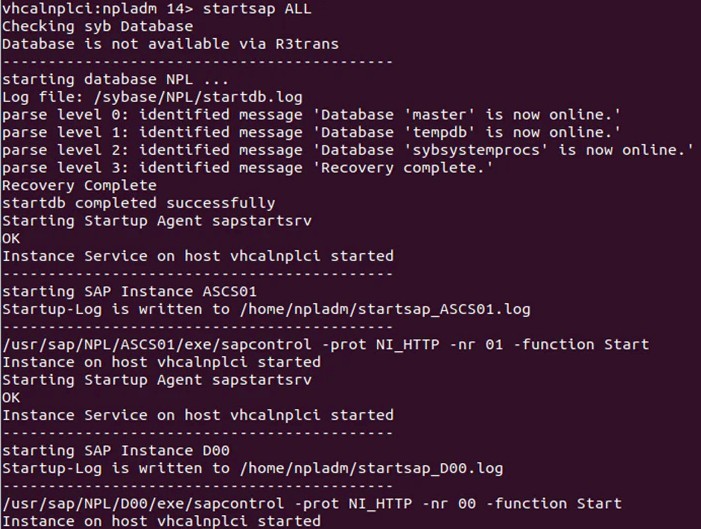 vhcalnplci:npladm 14> startsap ALL
Checking syb Database
Database is not available via R3trans
-------------------------------------------
starting database NPL ...
Log file: /sybase/NPL/startdb.log
parse level 0: identified message 'Database 'master' is now online.'
parse level 1: identified message 'Database 'tempdb' is now online.'
parse level 2: identified message 'Database 'sybsystemprocs' is now online.'
parse level 3: identified message 'Recovery complete.'
Recovery Complete
startdb completed successfully
Starting Startup Agent sapstartsrv
OK
Instance Service on host vhcalnplci started
-------------------------------------------
starting SAP Instance ASCS01
Startup-Log is written to /home/npladm/startsap_ASCS01.log
-------------------------------------------
/usr/sap/NPL/ASCS01/exe/sapcontrol -prot NI_HTTP -nr 01 -function Start
Instance on host vhcalnplci started
Starting Startup Agent sapstartsrv
OK
Instance Service on host vhcalnplci started
-------------------------------------------
starting SAP Instance D00
Startup-Log is written to /home/npladm/startsap_D00.log
-------------------------------------------
/usr/sap/NPL/D00/exe/sapcontrol -prot NI_HTTP -nr 00 -function Start
Instance on host vhcalnplci started